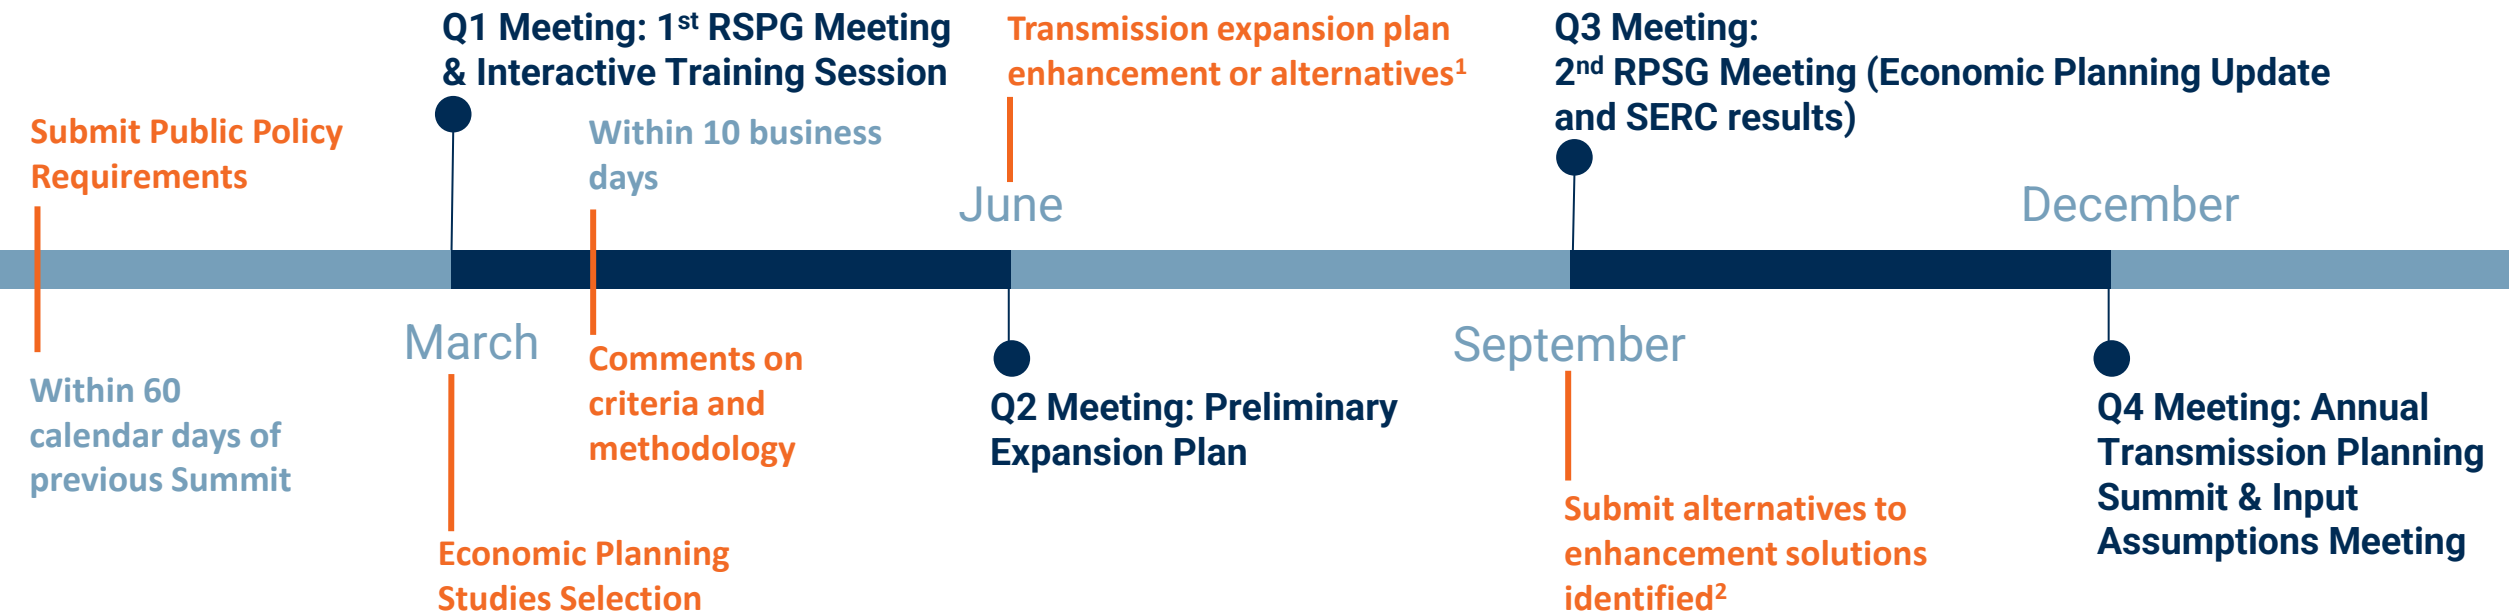 Q1 Meeting: 1st RSPG Meeting
& Interactive Training Session
Transmission expansion plan
enhancement or alternatives1
Q3 Meeting:
2nd RPSG Meeting (Economic Planning Update
and SERC results)
Submit Public Policy
Requirements
Within 10 business
days
June
December
March
September
Within 60
calendar days of
previous Summit
Comments on
criteria and
methodology
Q2 Meeting: Preliminary
Expansion Plan
Q4 Meeting: Annual
Transmission Planning
Summit & Input
Assumptions Meeting
Economic Planning
Studies Selection
Submit alternatives to
enhancement solutions
identified2